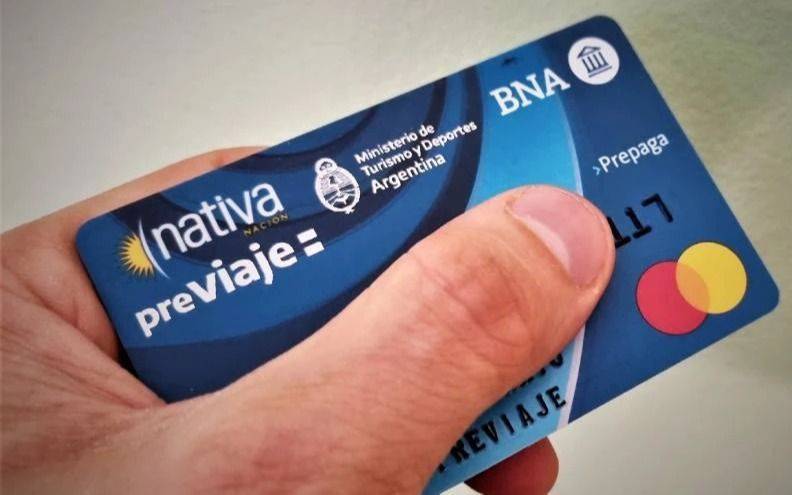 BNA
nativa
NACIÓN
preViaje
Ministerio de
Turismo y Deportes
Argentina
›Prepaga
PREVIAJE